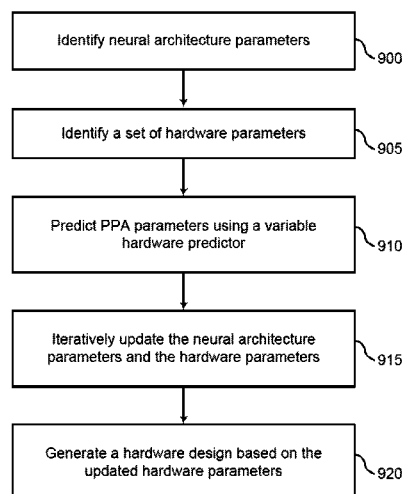 Identify neural architecture parameters
900
Identify a set of hardware parameters
905
Predict PPA parameters using a variable
hardware predictor
910
Iteratively update the neural architecture
parameters and the hardware parameters
915
Generate a hardware design based on the
updated hardware parameters
920